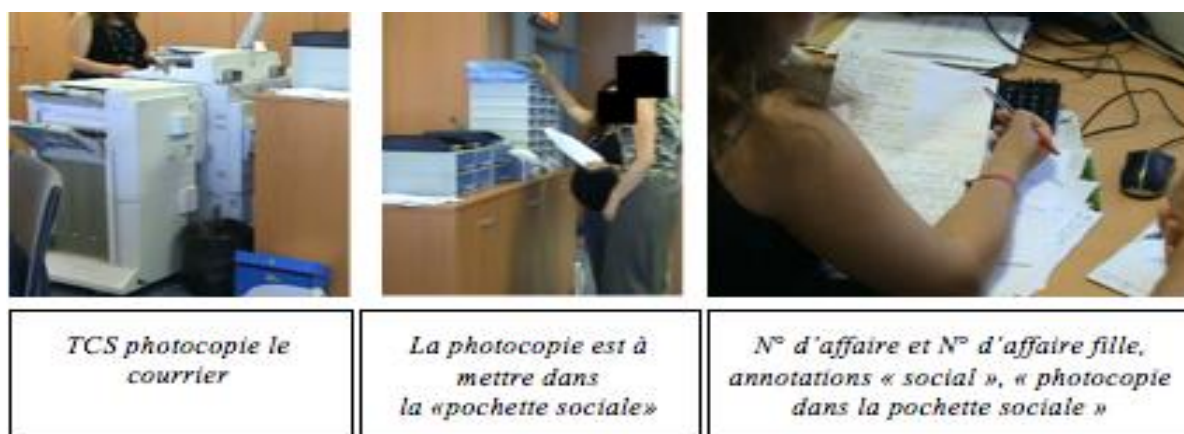 TCS photocopie le
courrier
La photocopie est à
mettre dans
la «pochette sociale»
N° d'affaire et N° d'affaire fille,
annotations « social », « photocopie
dans la pochette sociale »